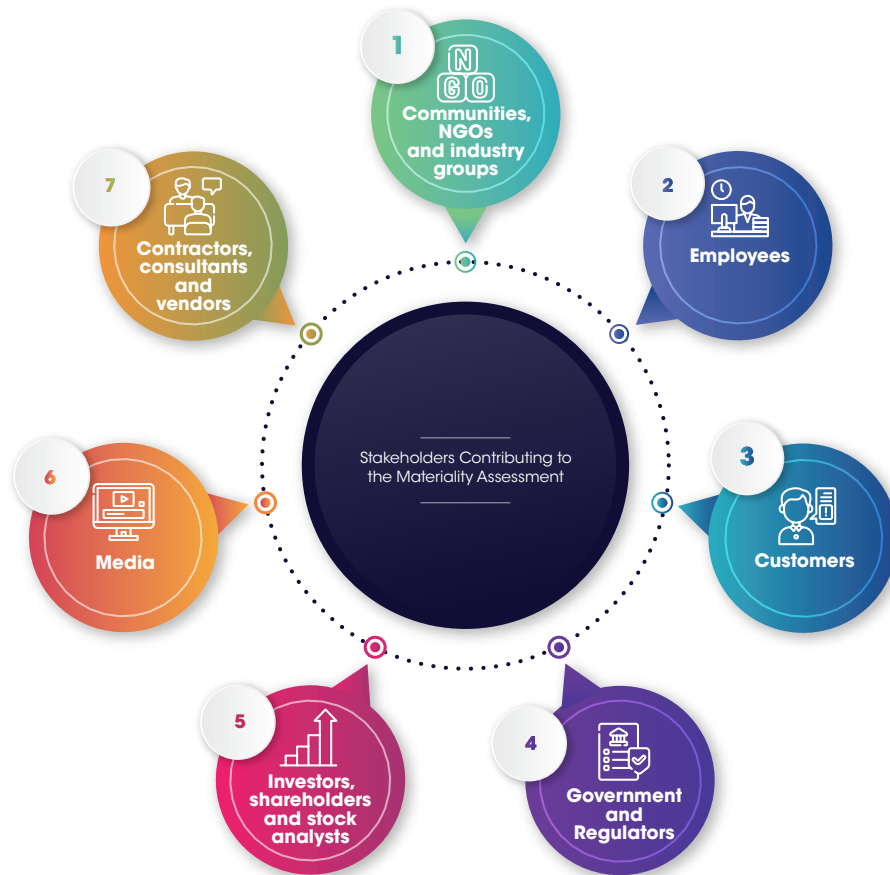 1
N
GO
Communities,
NGOs
and industry
groups
2
Employees
3
Customers
4
Government
and
Regulators
5
Investors,
shareholders
and stock
analysts
6
Media
7
Contractors,
consultants
and
vendors
Stakeholders Contributing to
the Materiality Assessment